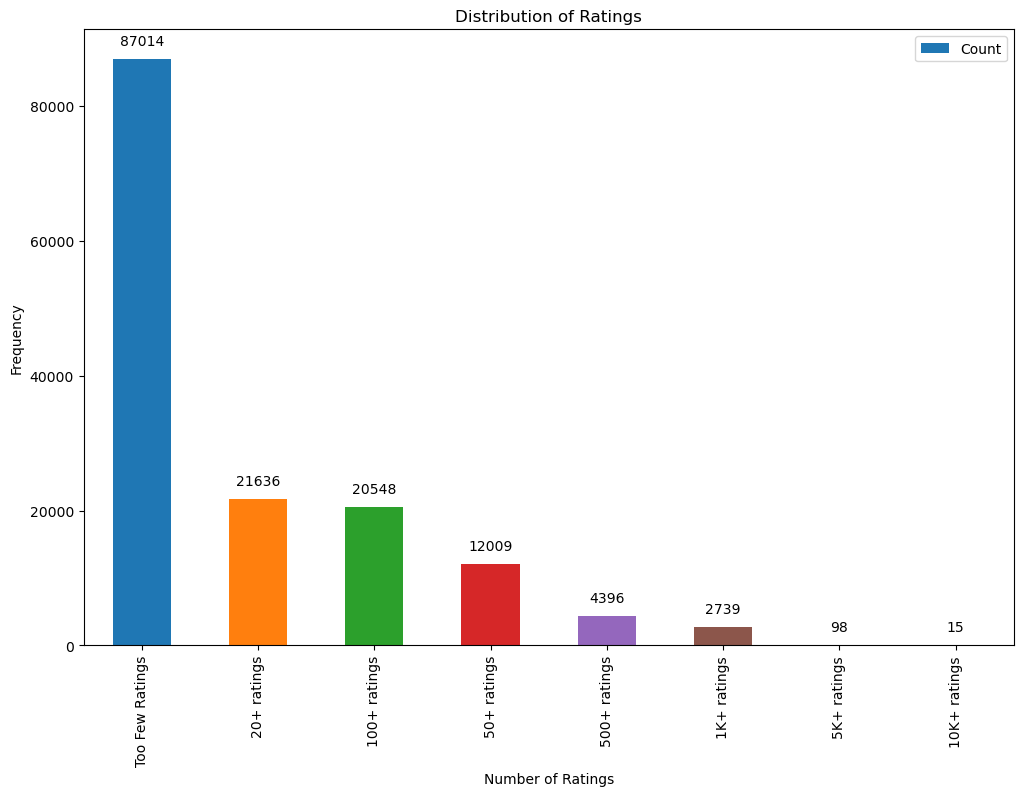 Distribution of Ratings
Count
87014
21636
20548
12009
4396
2739
98
15
80000
60000
40000
20000
0
Frequency
Too Few Ratings
20+ ratings
100+ ratings
50+ ratings
500+ ratings
1K+ ratings
5K+ ratings
10K+ ratings
Number of Ratings